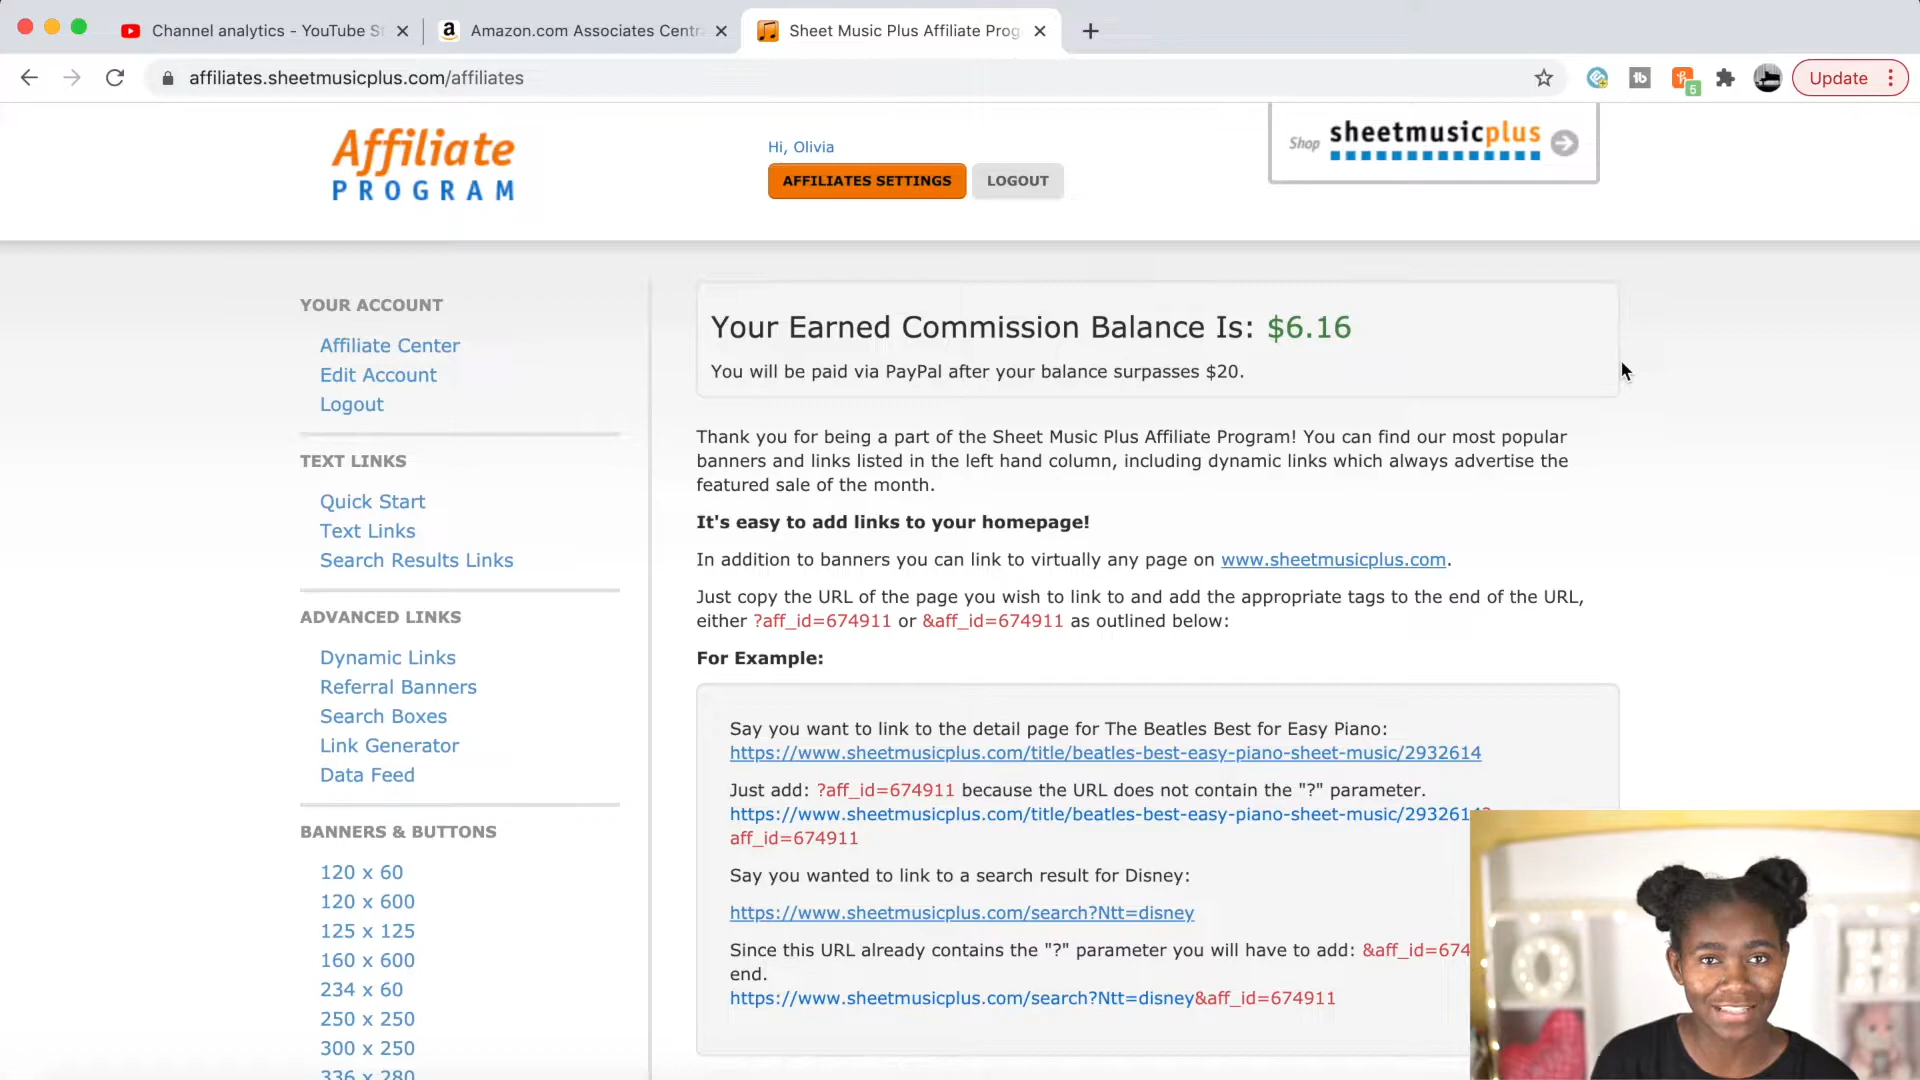 Channel analytics - YouTube S
Amazon.com Associates Centr
Sheet Music Plus Affiliate Prog
affiliates.sheetmusicplus.com/affiliates
5
Update
Affiliate
PROGRAM
Hi, Olivia
AFFILIATES SETTINGS
LOGOUT
Shop sheetmusicplus
YOUR ACCOUNT
Affiliate Center
Edit Account
Logout
TEXT LINKS
Quick Start
Text Links
Search Results Links
ADVANCED LINKS
Dynamic Links
Referral Banners
Search Boxes
Link Generator
Data Feed
BANNERS & BUTTONS
120 x 60
120 x 600
125 x 125
160 x 600
234 x 60
250 x 250
300 x 250
336 x 280
Your Earned Commission Balance Is: $6.16
You will be paid via PayPal after your balance surpasses $20.
Thank you for being a part of the Sheet Music Plus Affiliate Program! You can find our most popular
banners and links listed in the left hand column, including dynamic links which always advertise the
featured sale of the month.
It's easy to add links to your homepage!
In addition to banners you can link to virtually any page on www.sheetmusicplus.com.
Just copy the URL of the page you wish to link to and add the appropriate tags to the end of the URL,
either ?aff_id=674911 or &aff_id=674911 as outlined below:
For Example:
Say you want to link to the detail page for The Beatles Best for Easy Piano:
https://www.sheetmusicplus.com/title/beatles-best-easy-piano-sheet-music/2932614
Just add: ?aff_id=674911 because the URL does not contain the "?" parameter.
https://www.sheetmusicplus.com/title/beatles-best-easy-piano-sheet-music/2932614?
aff_id=674911
Say you wanted to link to a search result for Disney:
https://www.sheetmusicplus.com/search?Ntt=disney
Since this URL already contains the "?" parameter you will have to add: &aff_id=674
end.
https://www.sheetmusicplus.com/search?Ntt=disney&aff_id=674911
O
H